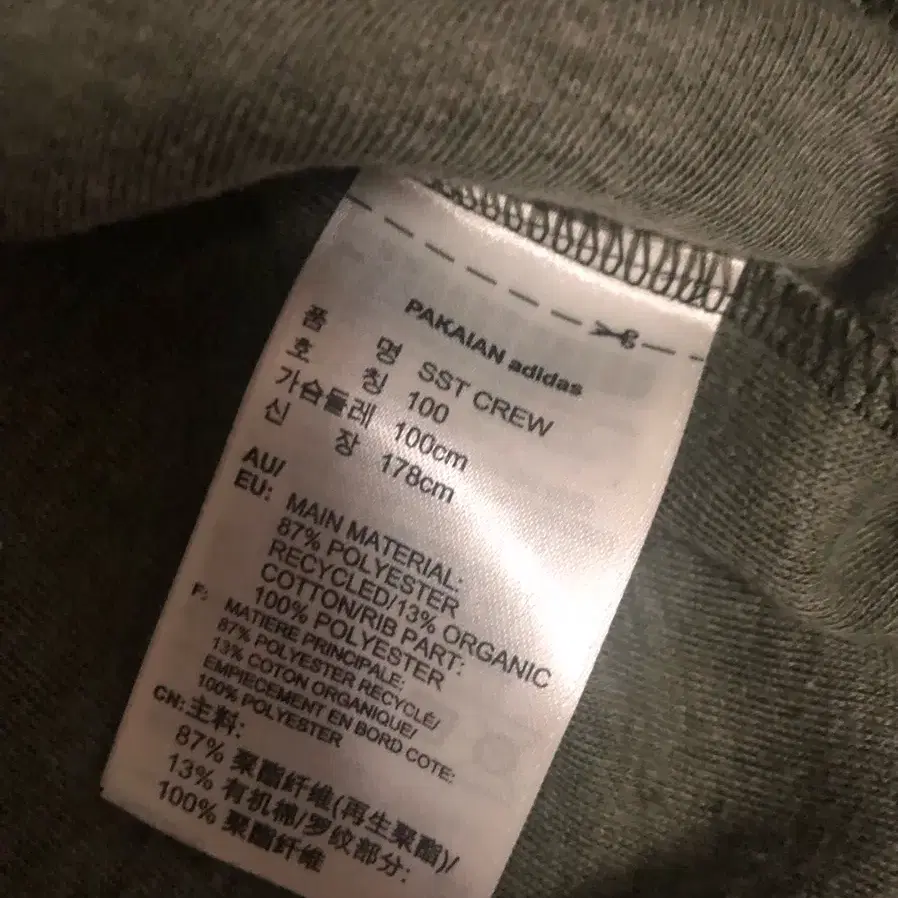 PAKAIAN adidas
품 명 SST CREW
호 칭 100
가슴둘레 100cm
신 장 178cm
AU/
EU: MAIN MATERIAL:
87% POLYESTER
RECYCLED/13% ORGANIC
COTTON/RIB PART:
100% POLYESTER
F: MATIERE PRINCIPALE:
87% POLYESTER RECYCLÉ/
13% COTON ORGANIQUE/
EMPIECEMENT EN BORD COTE:
100% POLYESTER
CN: 主料:
87% 聚酯纤维(再生聚酯)/
13% 有机棉/罗纹部分:
100% 聚酯纤维